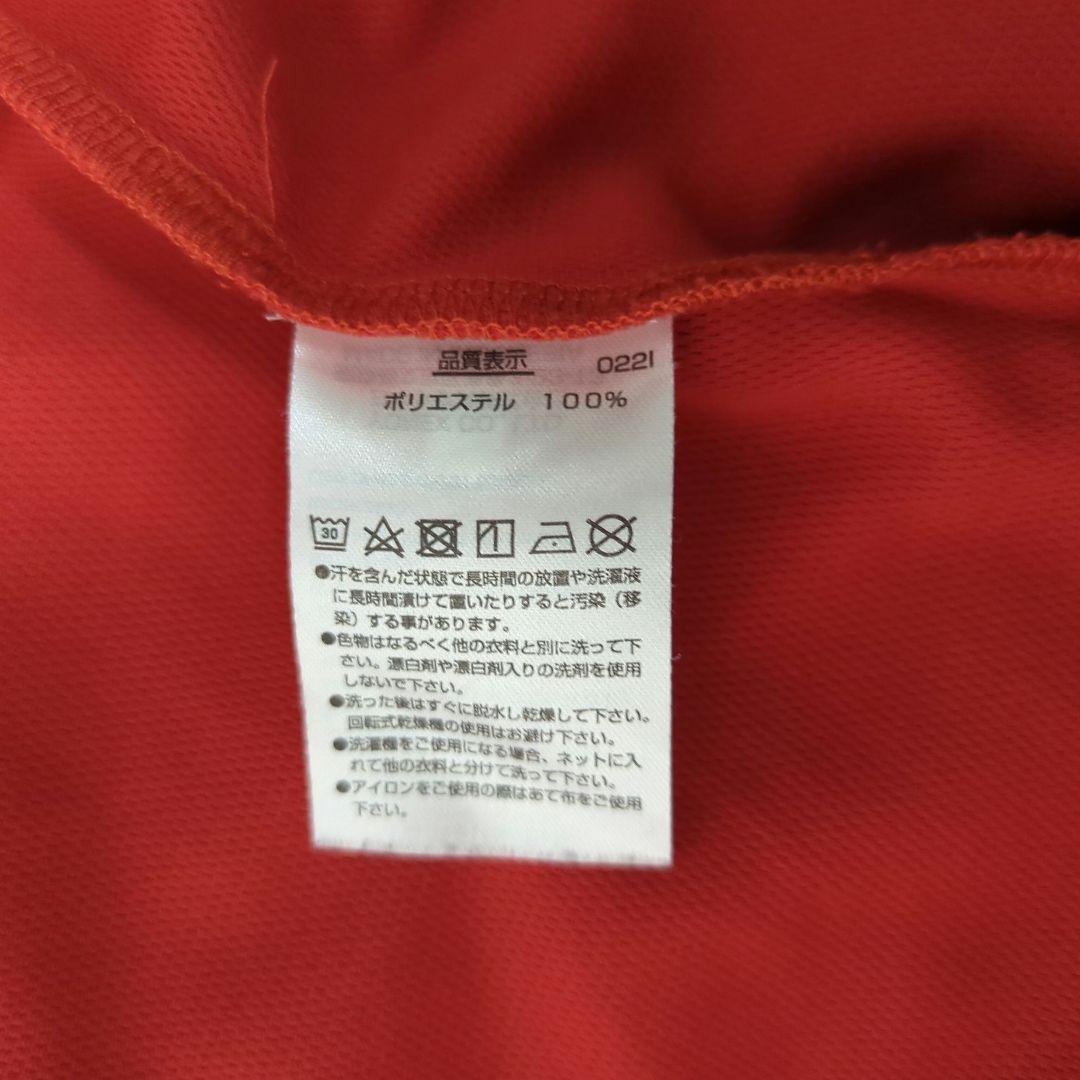 品質表示 0221
ポリエステル 100%
30
●汗を含んだ状態で長時間の放置や洗濯液
に長時間漬けて置いたりすると汚染(移
染)する事があります。
●色物はなるべく他の衣料と別に洗って下
さい。漂白剤や漂白剤入りの洗剤を使用
しないで下さい。
●洗った後はすぐに脱水し乾燥して下さい。
回転式乾燥機の使用はお避け下さい。
●洗濯機をご使用になる場合、ネットに入
れて他の衣料と分けて洗って下さい。
●アイロンをご使用の際はあて布をご使用
下さい。